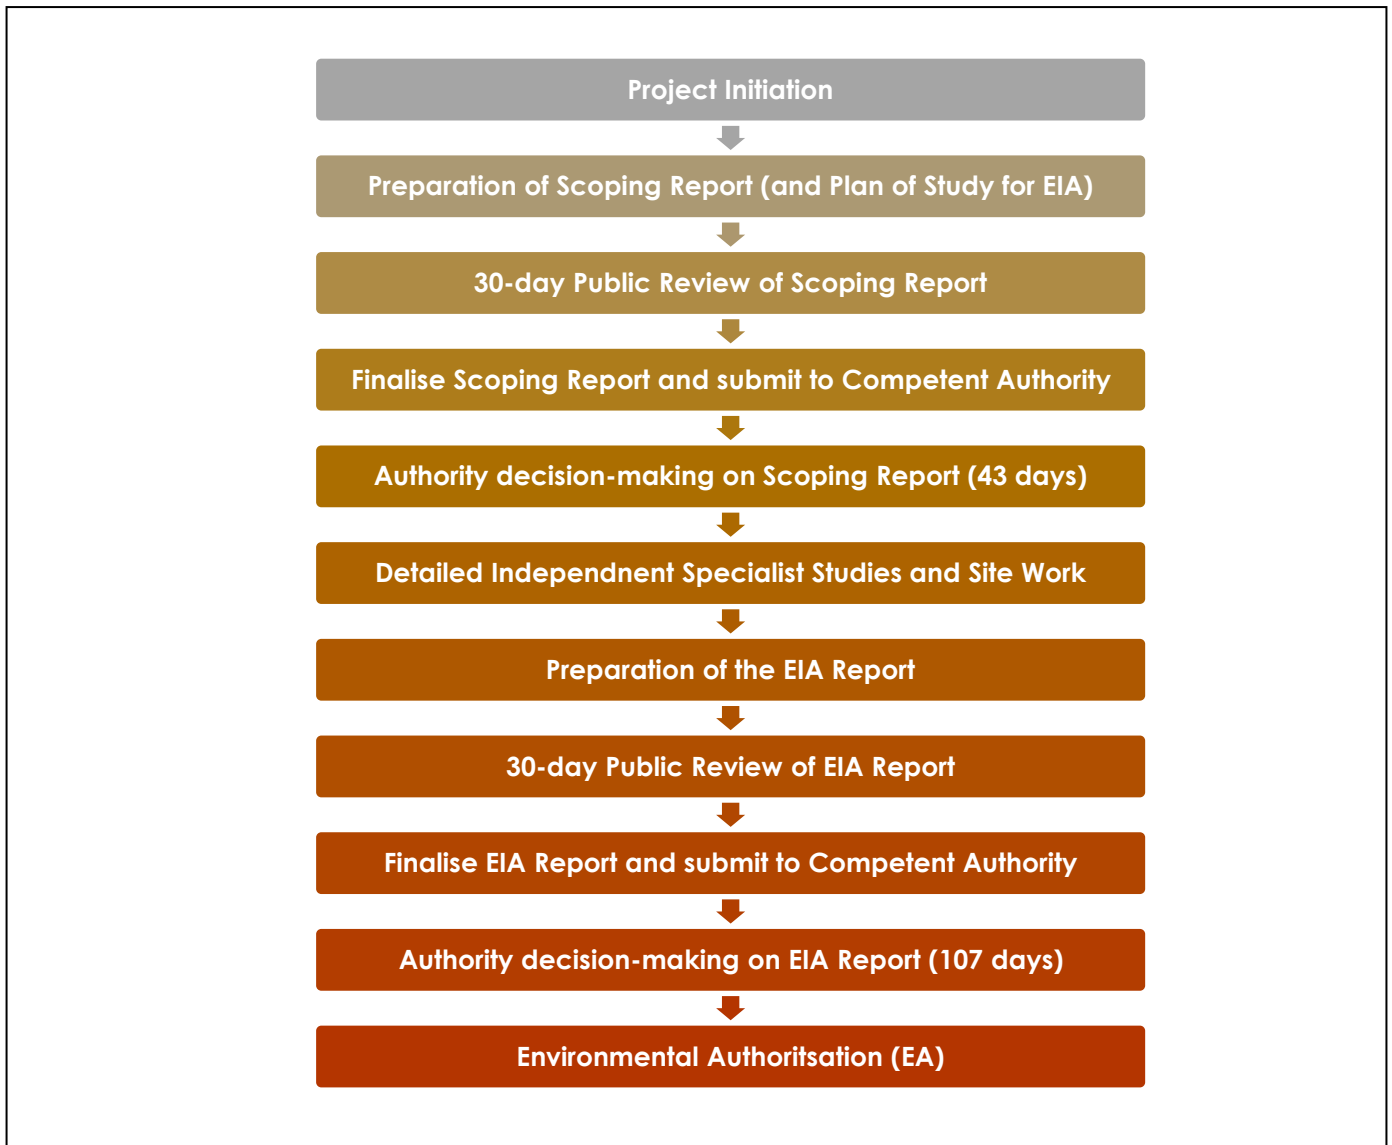 Project Initiation
Preparation of Scoping Report (and Plan of Study for EIA)
30-day Public Review of Scoping Report
Finalise Scoping Report and submit to Competent Authority
Authority decision-making on Scoping Report (43 days)
Detailed Independnent Specialist Studies and Site Work
Preparation of the EIA Report
30-day Public Review of EIA Report
Finalise EIA Report and submit to Competent Authority
Authority decision-making on EIA Report (107 days)
Environmental Authoritsation (EA)